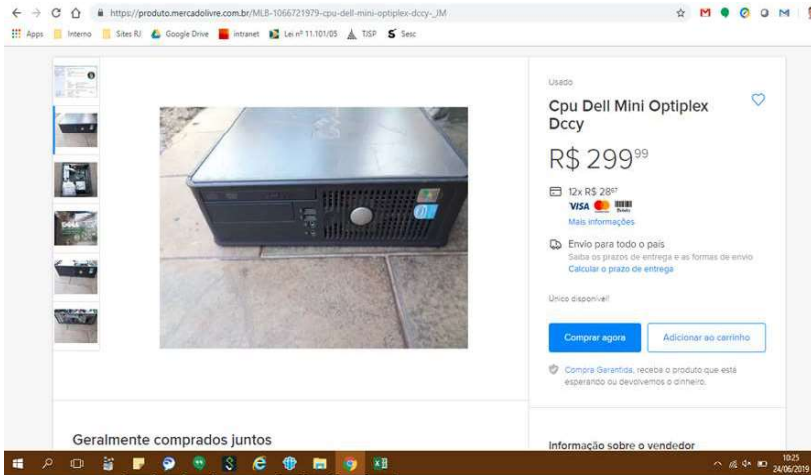 https://produto.mercadolivre.com.br/MLB-1066721979-cpu-dell-mini-optiplex-dccy-_JM
Apps Interno Sites RJ Google Drive intranet Lei nº 11.101/05 TJSP Sesc
Usado
Cpu Dell Mini Optiplex
Dccy
R$ 299⁹⁹
12x R$ 28⁶⁷
VISA
Mais informações
Envio para todo o país
Saiba os prazos de entrega e as formas de envio
Calcular o prazo de entrega
Único disponível!
Comprar agora Adicionar ao carrinho
Compra Garantida, receba o produto que está
esperando ou devolvemos o dinheiro.
Geralmente comprados juntos
Informação sobre o vendedor
10:25
24/06/2019